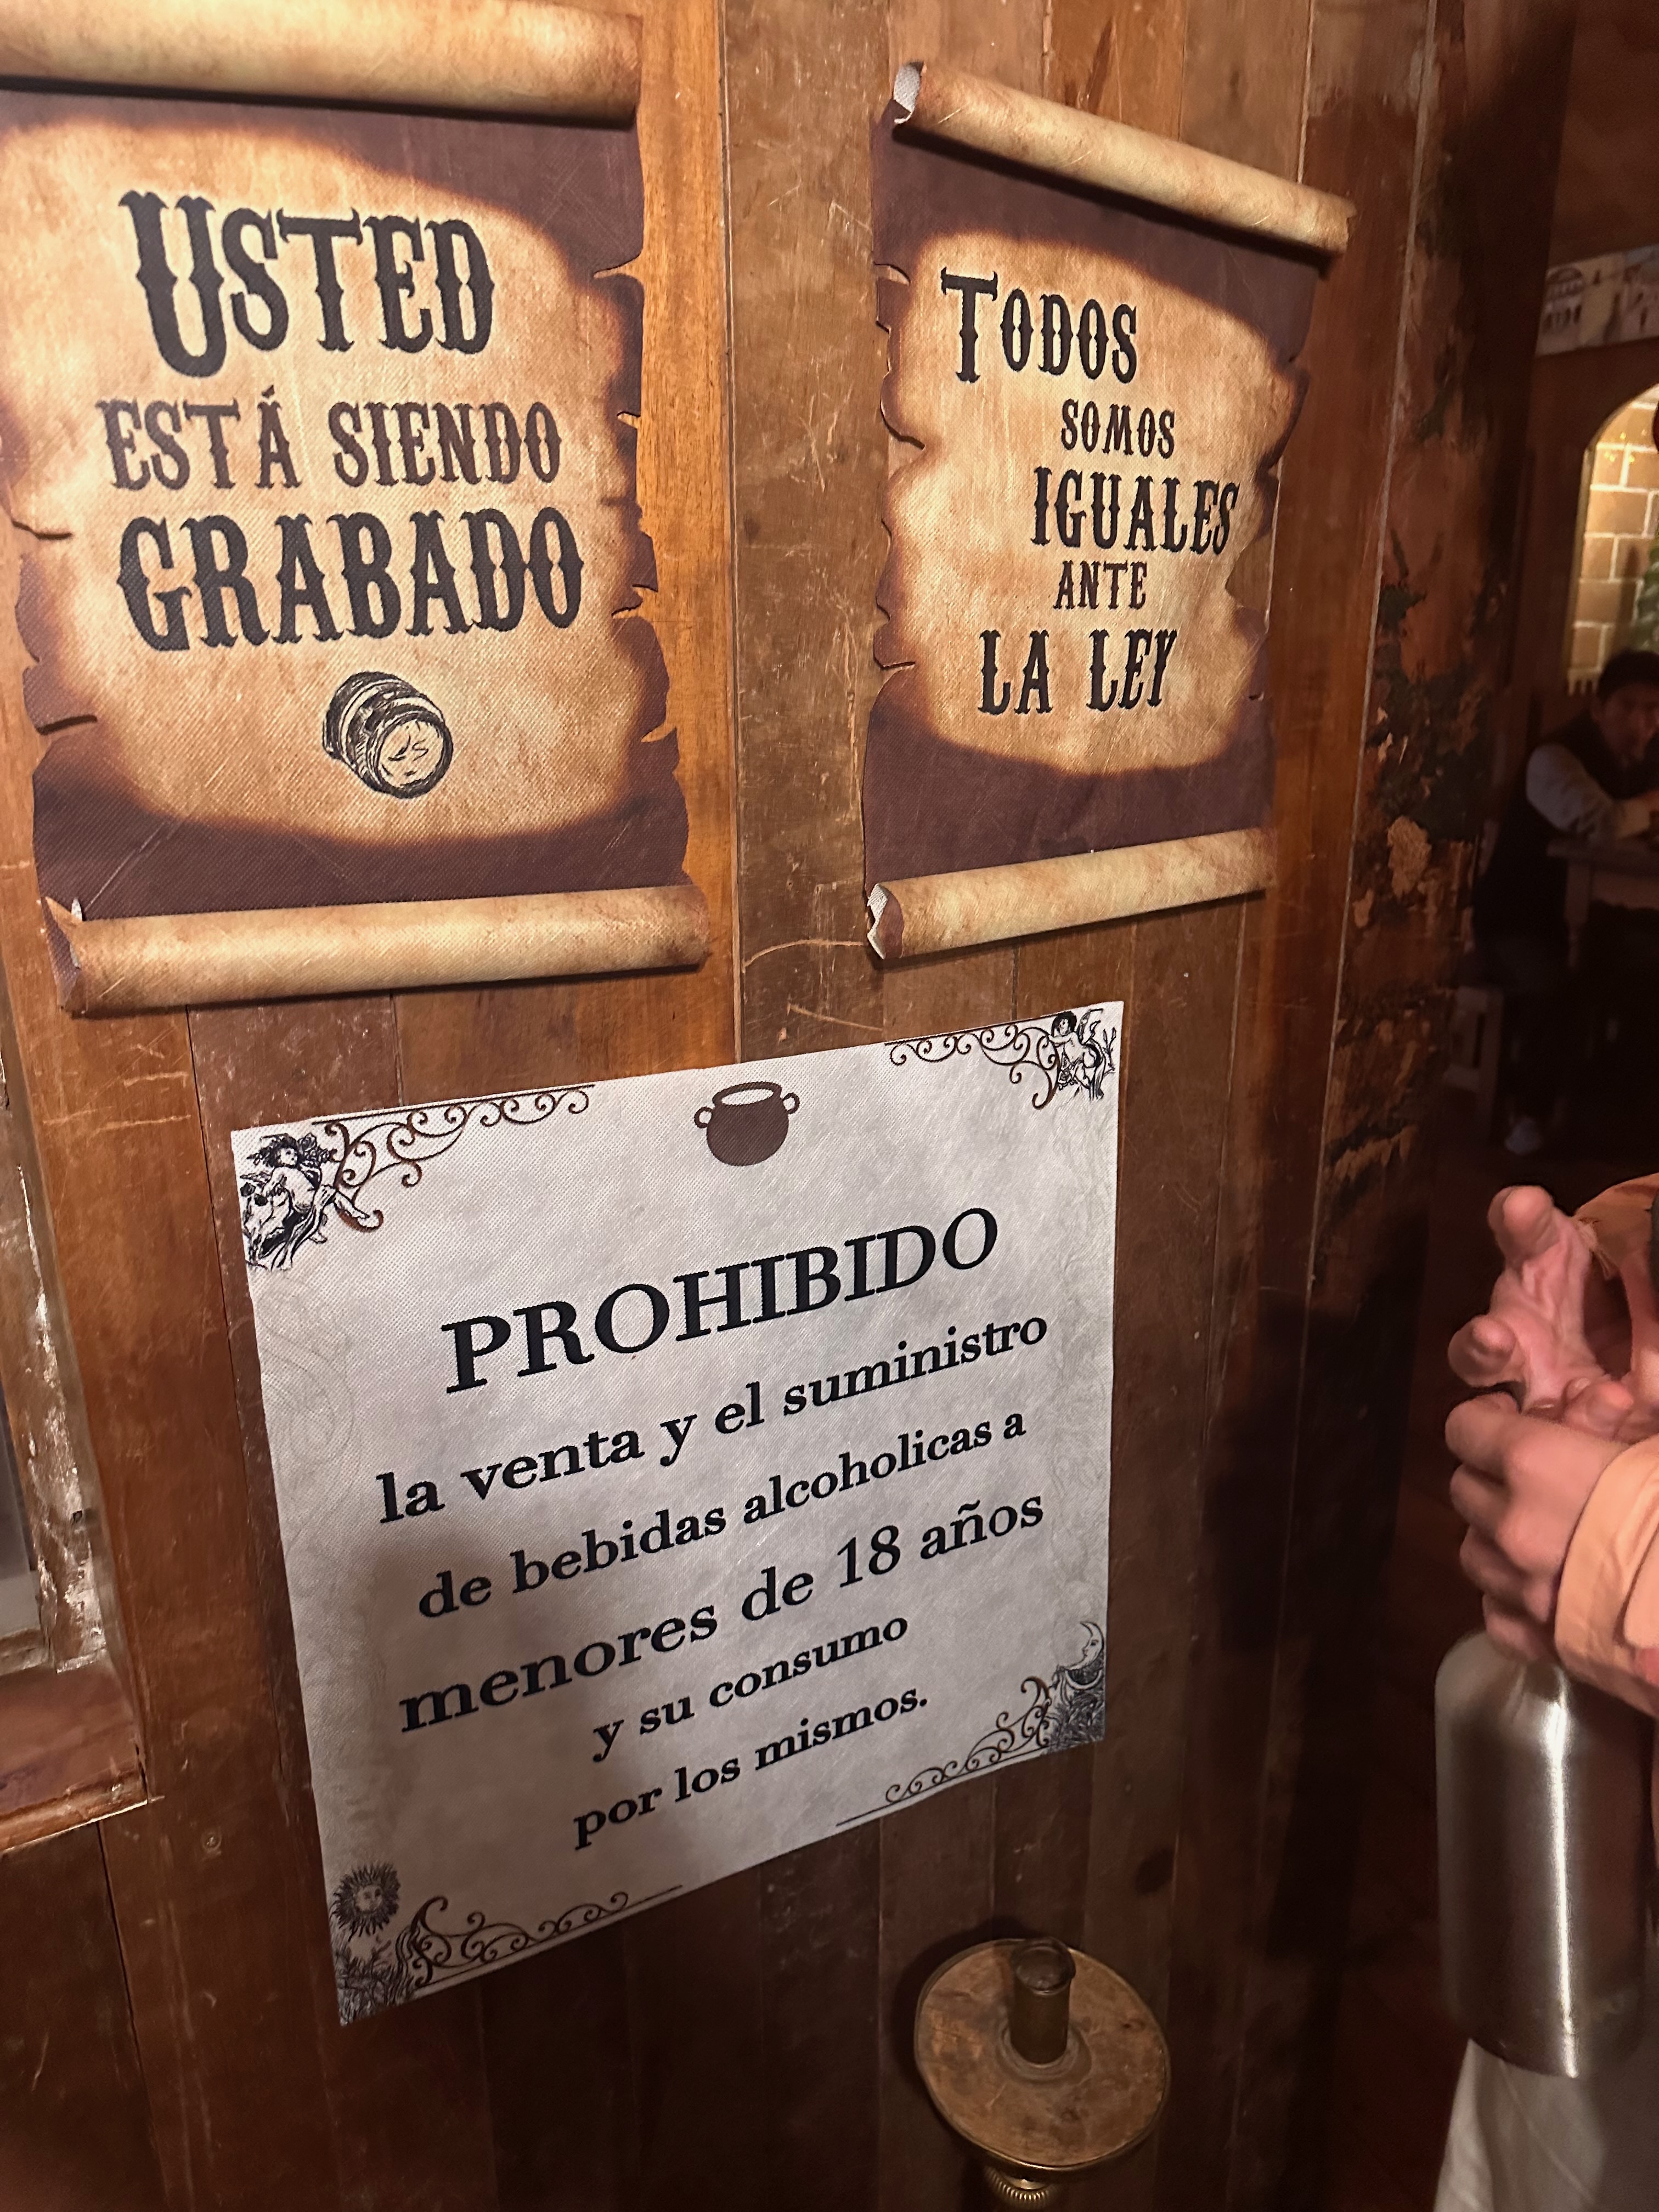 USTED
ESTÁ SIENDO
GRABADO
TODOS
SOMOS
IGUALES
ANTE
LA LEY
PROHIBIDO
la venta y el suministro
de bebidas alcoholicas a
menores de 18 años
y su consumo
por los mismos.